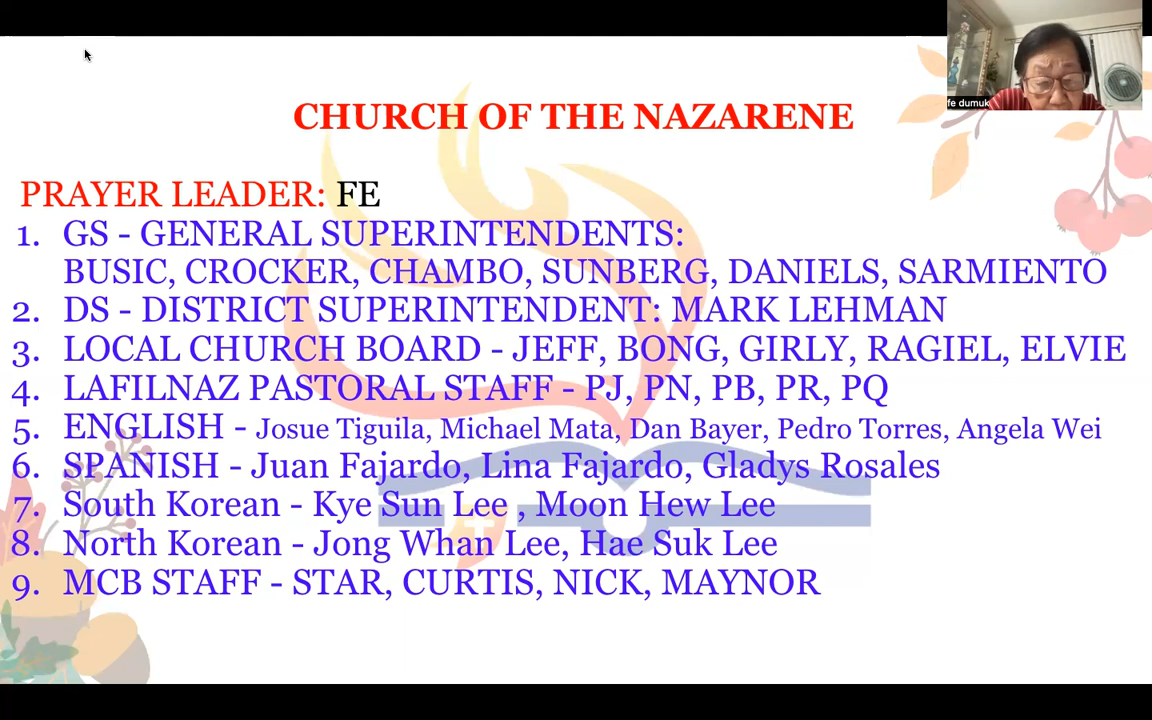 fe dumuk
CHURCH OF THE NAZARENE
PRAYER LEADER: FE
1. GS - GENERAL SUPERINTENDENTS:
BUSIC, CROCKER, CHAMBO, SUNBERG, DANIELS, SARMIENTO
2. DS - DISTRICT SUPERINTENDENT: MARK LEHMAN
3. LOCAL CHURCH BOARD - JEFF, BONG, GIRLY, RAGIEL, ELVIE
4. LAFILNAZ PASTORAL STAFF - PJ, PN, PB, PR, PQ
5. ENGLISH - Josue Tiguila, Michael Mata, Dan Bayer, Pedro Torres, Angela Wei
6. SPANISH - Juan Fajardo, Lina Fajardo, Gladys Rosales
7. South Korean - Kye Sun Lee , Moon Hew Lee
8. North Korean - Jong Whan Lee, Hae Suk Lee
9. MCB STAFF - STAR, CURTIS, NICK, MAYNOR